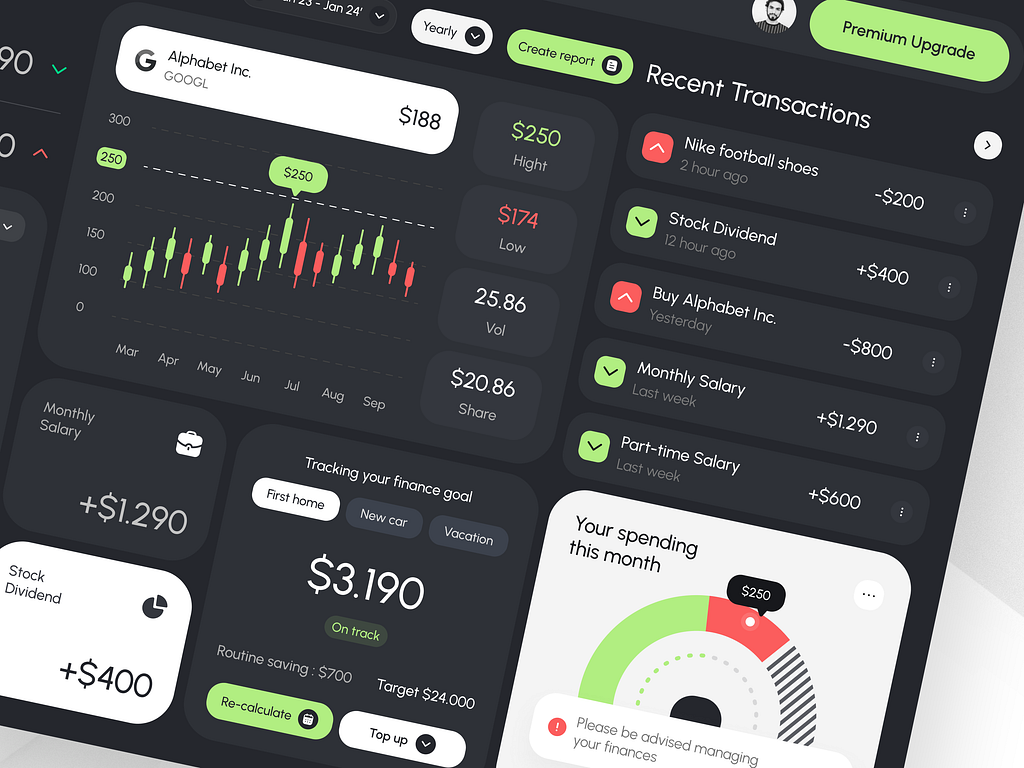 23 - Jan 24'
Yearly
Create report
Premium Upgrade
90
0
Alphabet Inc.
GOOGL
$188
300
250
200
150
100
0
$250
Mar
Apr
May
Jun
Jul
Aug
Sep
$250
Hight
$174
Low
25.86
Vol
$20.86
Share
Recent Transactions
Nike football shoes
2 hour ago
-$200
Stock Dividend
12 hour ago
+$400
Buy Alphabet Inc.
Yesterday
-$800
Monthly Salary
Last week
+$1.290
Part-time Salary
Last week
+$600
Monthly
Salary
+$1.290
Stock
Dividend
+$400
Tracking your finance goal
First home
New car
Vacation
$3.190
On track
Routine saving : $700
Target $24.000
Re-calculate
Top up
Your spending
this month
$250
Please be advised managing
your finances